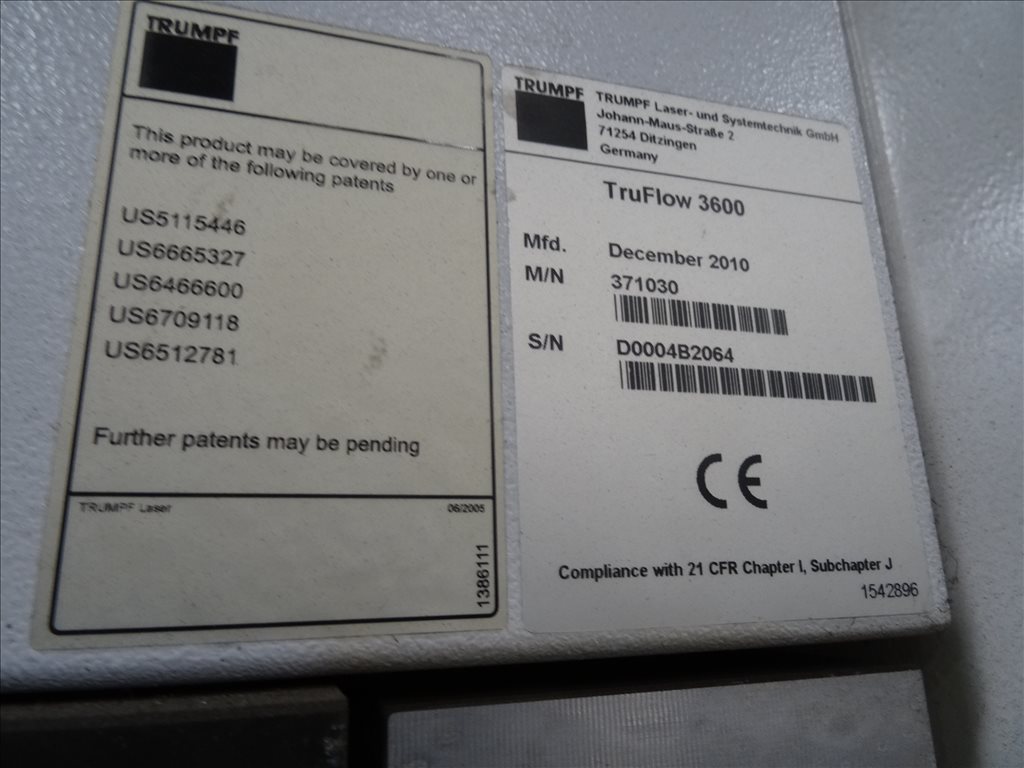 TRUMPF
This product may be covered by one or
more of the following patents
US5115446
US6665327
US6466600
US6709118
US6512781
Further patents may be pending
TRUMPF Laser
06/2005
1386111
TRUMPF
TRUMPF Laser- und Systemtechnik GmbH
Johann-Maus-Straße 2
71254 Ditzingen
Germany
TruFlow 3600
Mfd. December 2010
M/N 371030
S/N D0004B2064
CE
Compliance with 21 CFR Chapter I, Subchapter J
1542896